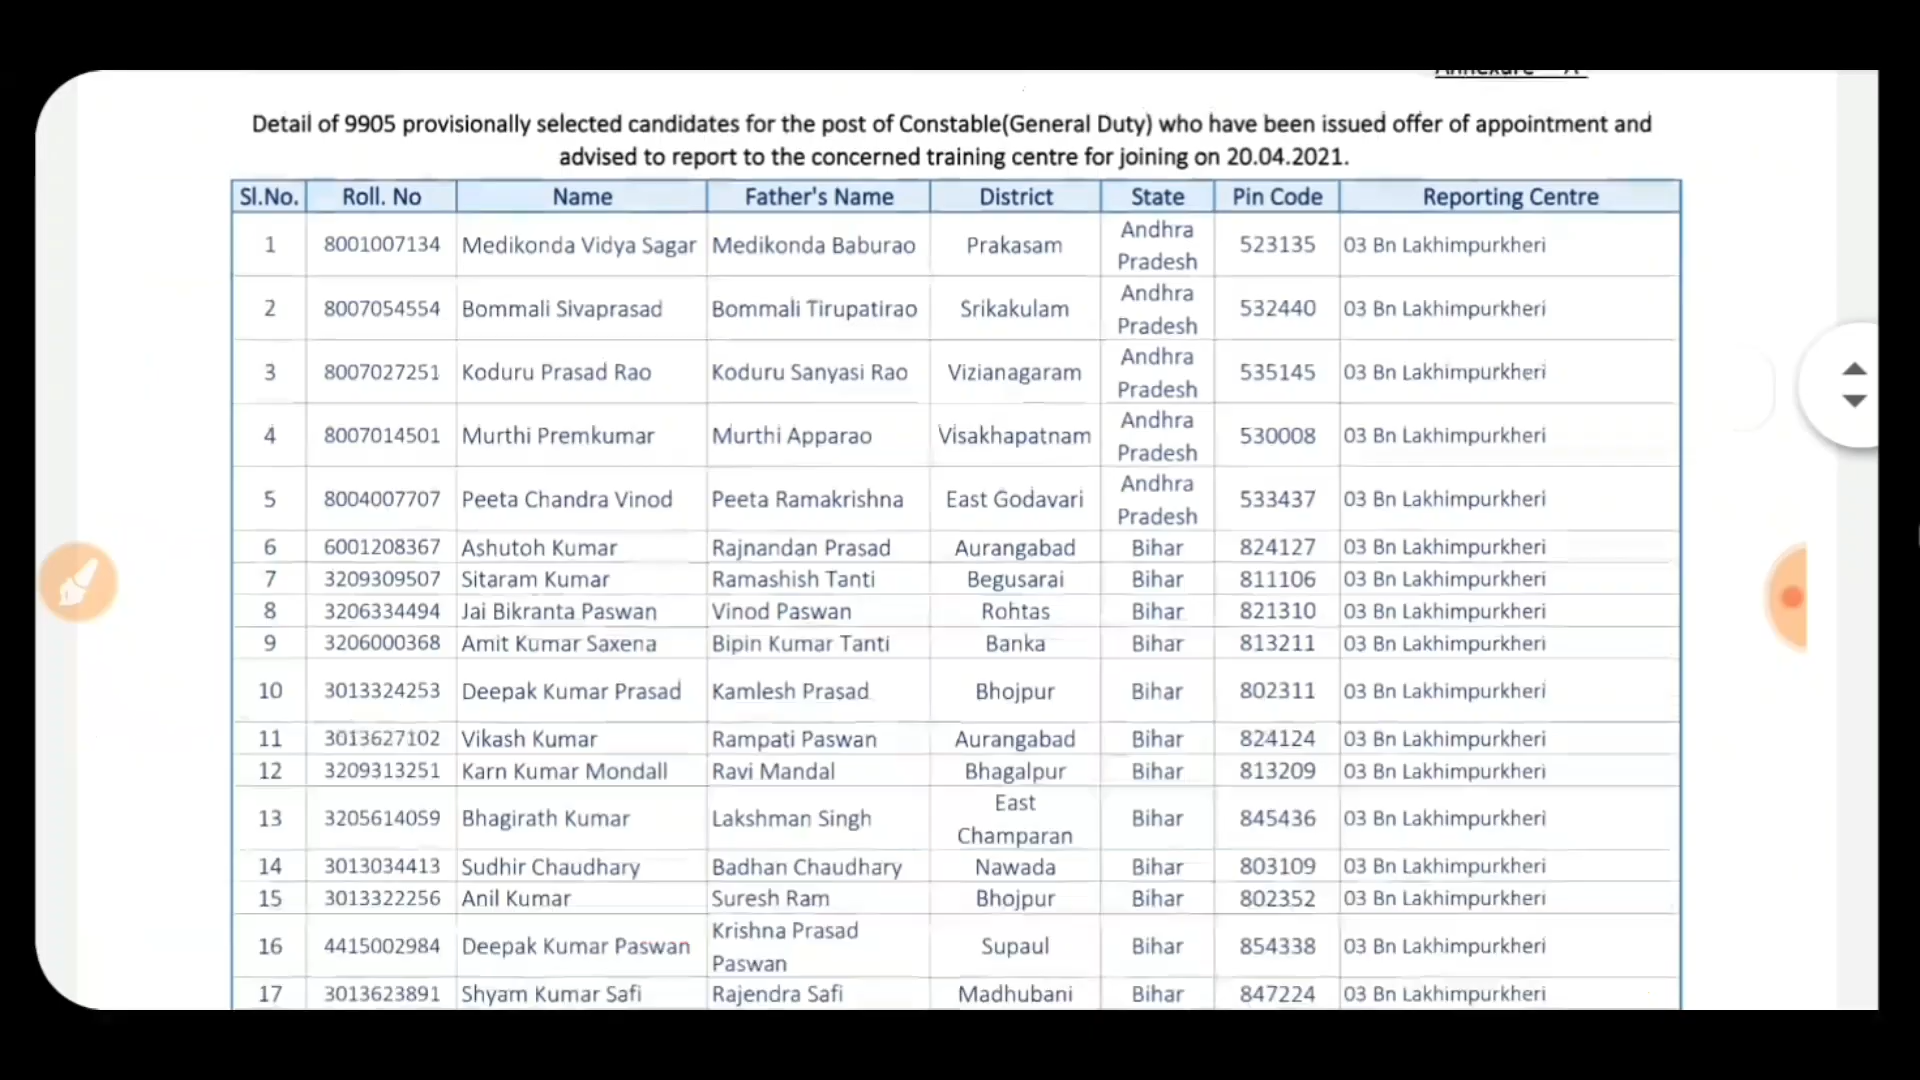 Annexure - A
Detail of 9905 provisionally selected candidates for the post of Constable(General Duty) who have been issued offer of appointment and
advised to report to the concerned training centre for joining on 20.04.2021.
Sl.No. Roll. No Name Father's Name District State Pin Code Reporting Centre
1 8001007134 Medikonda Vidya Sagar Medikonda Baburao Prakasam Andhra Pradesh 523135 03 Bn Lakhimpurkheri
2 8007054554 Bommali Sivaprasad Bommali Tirupatirao Srikakulam Andhra Pradesh 532440 03 Bn Lakhimpurkheri
3 8007027251 Koduru Prasad Rao Koduru Sanyasi Rao Vizianagaram Andhra Pradesh 535145 03 Bn Lakhimpurkheri
4 8007014501 Murthi Premkumar Murthi Apparao Visakhapatnam Andhra Pradesh 530008 03 Bn Lakhimpurkheri
5 8004007707 Peeta Chandra Vinod Peeta Ramakrishna East Godavari Andhra Pradesh 533437 03 Bn Lakhimpurkheri
6 6001208367 Ashutoh Kumar Rajnandan Prasad Aurangabad Bihar 824127 03 Bn Lakhimpurkheri
7 3209309507 Sitaram Kumar Ramashish Tanti Begusarai Bihar 811106 03 Bn Lakhimpurkheri
8 3206334494 Jai Bikranta Paswan Vinod Paswan Rohtas Bihar 821310 03 Bn Lakhimpurkheri
9 3206000368 Amit Kumar Saxena Bipin Kumar Tanti Banka Bihar 813211 03 Bn Lakhimpurkheri
10 3013324253 Deepak Kumar Prasad Kamlesh Prasad Bhojpur Bihar 802311 03 Bn Lakhimpurkheri
11 3013627102 Vikash Kumar Rampati Paswan Aurangabad Bihar 824124 03 Bn Lakhimpurkheri
12 3209313251 Karn Kumar Mondall Ravi Mandal Bhagalpur Bihar 813209 03 Bn Lakhimpurkheri
13 3205614059 Bhagirath Kumar Lakshman Singh East Champaran Bihar 845436 03 Bn Lakhimpurkheri
14 3013034413 Sudhir Chaudhary Badhan Chaudhary Nawada Bihar 803109 03 Bn Lakhimpurkheri
15 3013322256 Anil Kumar Suresh Ram Bhojpur Bihar 802352 03 Bn Lakhimpurkheri
16 4415002984 Deepak Kumar Paswan Krishna Prasad Paswan Supaul Bihar 854338 03 Bn Lakhimpurkheri
17 3013623891 Shyam Kumar Safi Rajendra Safi Madhubani Bihar 847224 03 Bn Lakhimpurkheri